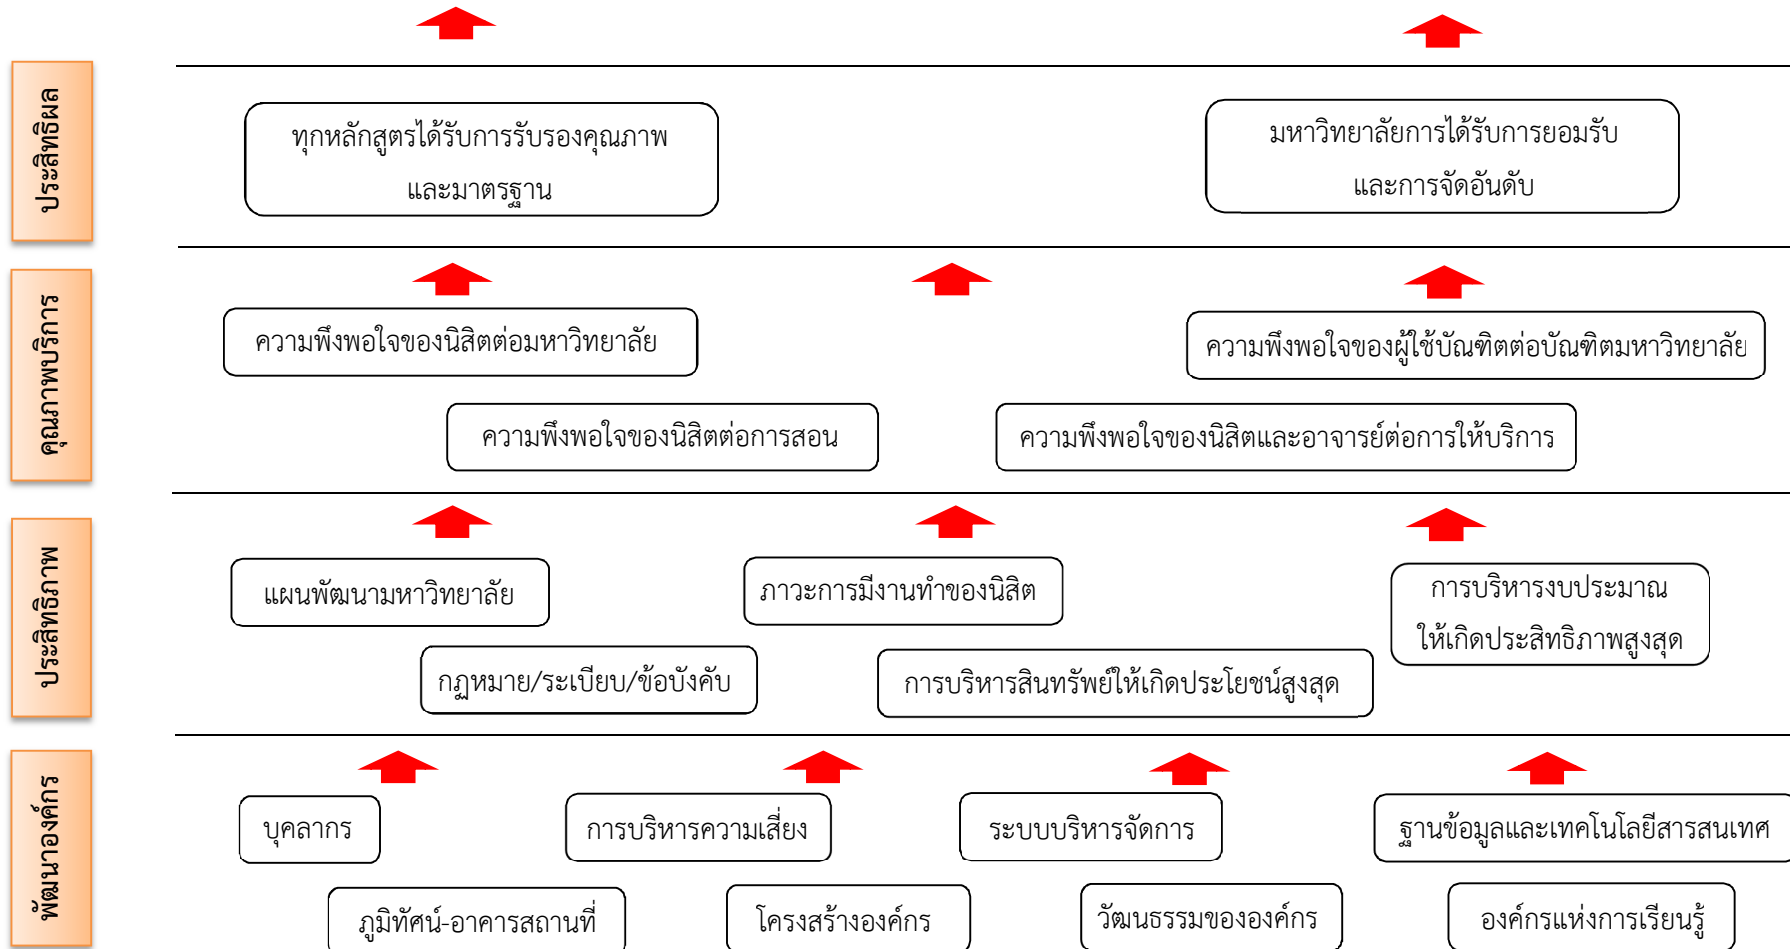 ประสิทธิผล
ทุกหลักสูตรได้รับการรับรองคุณภาพ
และมาตรฐาน
มหาวิทยาลัยการได้รับการยอมรับ
และการจัดอันดับ
คุณภาพบริการ
ความพึงพอใจของนิสิตต่อมหาวิทยาลัย
ความพึงพอใจของผู้ใช้บัณฑิตต่อบัณฑิตมหาวิทยาลัย
ความพึงพอใจของนิสิตต่อการสอน
ความพึงพอใจของนิสิตและอาจารย์ต่อการให้บริการ
ประสิทธิภาพ
แผนพัฒนามหาวิทยาลัย
ภาวะการมีงานทำของนิสิต
การบริหารงบประมาณ
ให้เกิดประสิทธิภาพสูงสุด
กฎหมาย/ระเบียบ/ข้อบังคับ
การบริหารสินทรัพย์ให้เกิดประโยชน์สูงสุด
พัฒนาองค์กร
บุคลากร
การบริหารความเสี่ยง
ระบบบริหารจัดการ
ฐานข้อมูลและเทคโนโลยีสารสนเทศ
ภูมิทัศน์-อาคารสถานที่
โครงสร้างองค์กร
วัฒนธรรมขององค์กร
องค์กรแห่งการเรียนรู้